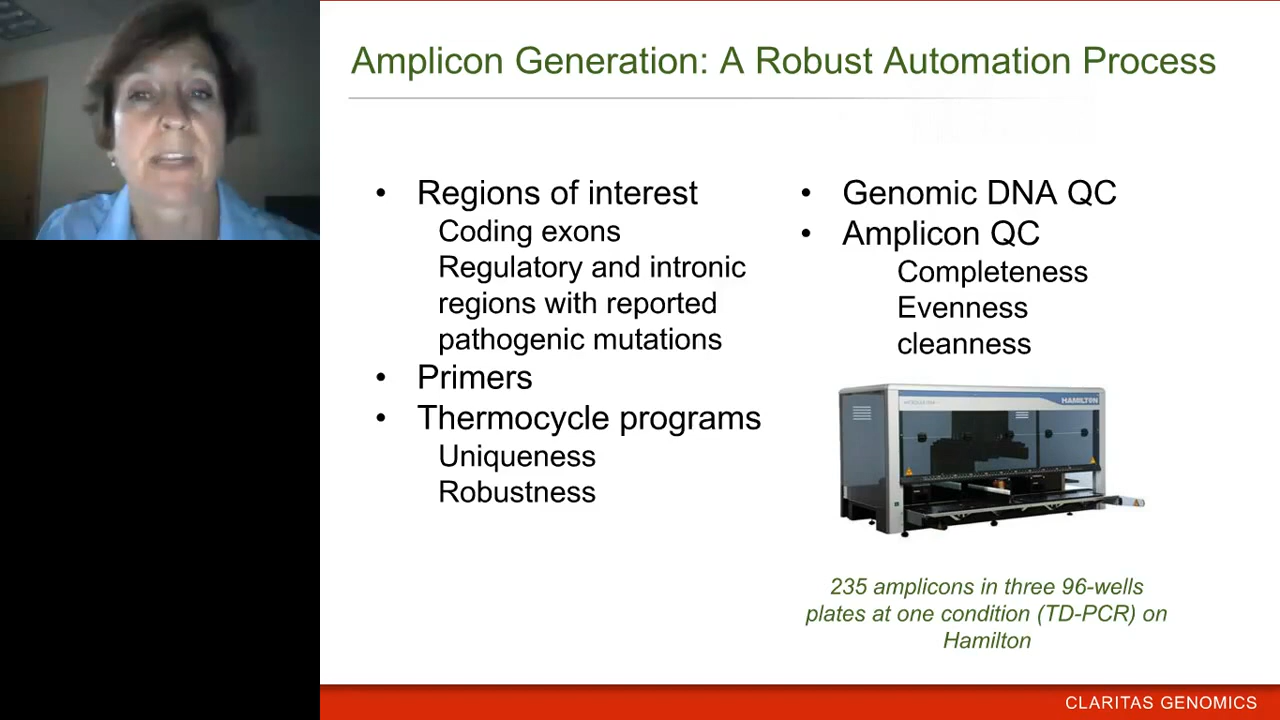 Amplicon Generation: A Robust Automation Process
• Regions of interest
Coding exons
Regulatory and intronic
regions with reported
pathogenic mutations
• Primers
• Thermocycle programs
Uniqueness
Robustness
• Genomic DNA QC
• Amplicon QC
Completeness
Evenness
cleanness
HAMILTON
235 amplicons in three 96-wells
plates at one condition (TD-PCR) on
Hamilton
CLARITAS GENOMICS